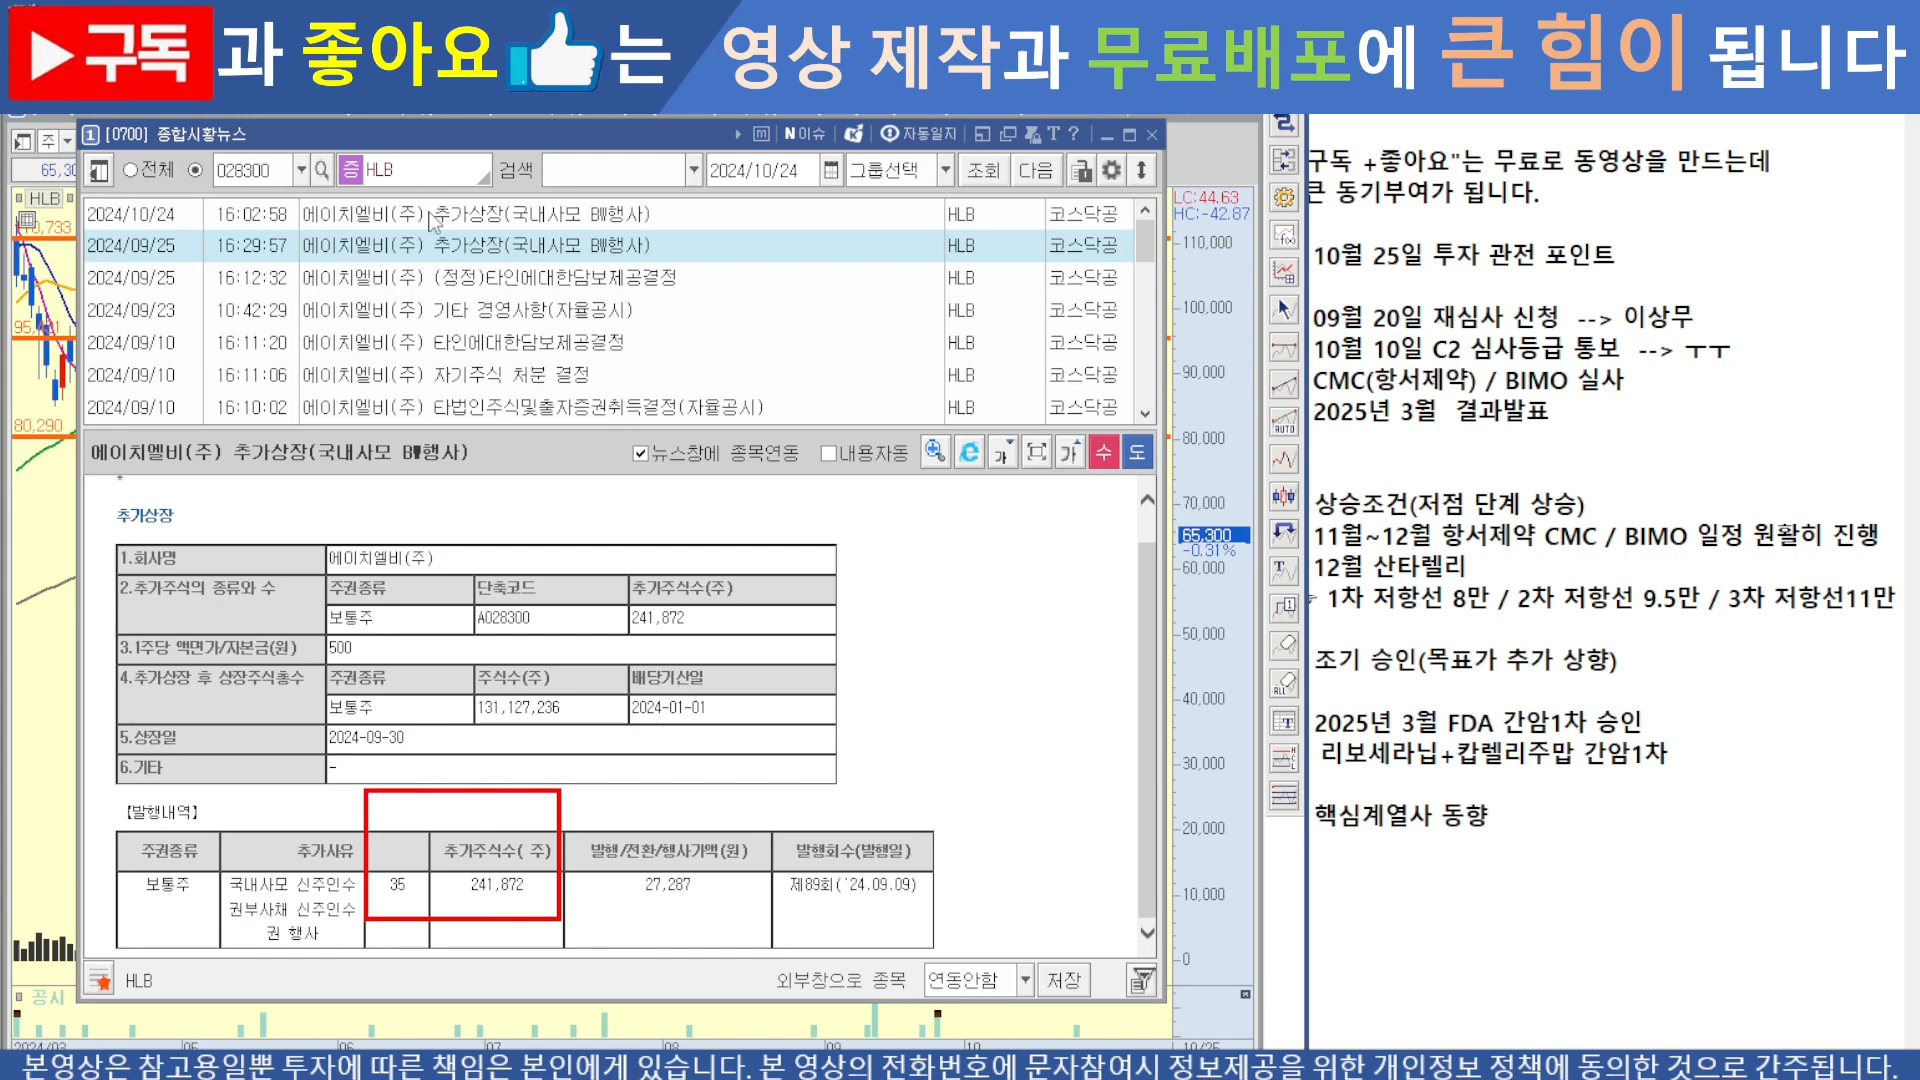 구독 과 좋아요 는 영상 제작과 무료배포에 큰 힘이 됩니다
1 [0700] 종합시황뉴스 N이슈 자동일지 T ?
전체 028300 증 HLB 검색 2024/10/24 그룹선택 조회 다음
2024/10/24 16:02:58 에이치엘비(주) 추가상장(국내사모 BW행사) HLB 코스닥공
2024/09/25 16:29:57 에이치엘비(주) 추가상장(국내사모 BW행사) HLB 코스닥공
2024/09/25 16:12:32 에이치엘비(주) (정정)타인에대한담보제공결정 HLB 코스닥공
2024/09/23 10:42:29 에이치엘비(주) 기타 경영사항(자율공시) HLB 코스닥공
2024/09/10 16:11:20 에이치엘비(주) 타인에대한담보제공결정 HLB 코스닥공
2024/09/10 16:11:06 에이치엘비(주) 자기주식 처분 결정 HLB 코스닥공
2024/09/10 16:10:02 에이치엘비(주) 타법인주식및출자증권취득결정(자율공시) HLB 코스닥공
에이치엘비(주) 추가상장(국내사모 BW행사) 뉴스창에 종목연동 내용자동 가 가 수 도
*
추가상장
1.회사명 에이치엘비(주)
2.추가주식의 종류와 수 주권종류 단축코드 추가주식수(주)
보통주 A028300 241,872
3.1주당 액면가/자본금(원) 500
4.추가상장 후 상장주식총수 주권종류 주식수(주) 배당기산일
보통주 131,127,236 2024-01-01
5.상장일 2024-09-30
6.기타 -
【발행내역】
주권종류 추가사유 추가주식수( 주) 발행/전환/행사가액(원) 발행회수(발행일)
보통주 국내사모 신주인수 35 241,872 27,287 제89회('24.09.09)
권부사채 신주인수
권 행사
HLB 외부창으로 종목 연동안함 저장
주
65,30
HLB
95,
80,290
공시
2024/03 05 06 07 08 09 10 10/25
LC:44.63
HC:-42.87
110,000
100,000
90,000
80,000
70,000
65,300
-0.31%
60,000
50,000
40,000
30,000
20,000
10,000
0
f(x)
AUTO
T
1
ALL
T
구독 +좋아요"는 무료로 동영상을 만드는데
큰 동기부여가 됩니다.
10월 25일 투자 관전 포인트
09월 20일 재심사 신청 --> 이상무
10월 10일 C2 심사등급 통보 --> ㅜㅜ
CMC(항서제약) / BIMO 실사
2025년 3월 결과발표
상승조건(저점 단계 상승)
11월~12월 항서제약 CMC / BIMO 일정 원활히 진행
12월 산타렐리
1차 저항선 8만 / 2차 저항선 9.5만 / 3차 저항선11만
조기 승인(목표가 추가 상향)
2025년 3월 FDA 간암1차 승인
리보세라닙+캄렐리주맙 간암1차
핵심계열사 동향
본영상은 참고용일뿐 투자에 따른 책임은 본인에게 있습니다. 본 영상의 전화번호에 문자참여시 정보제공을 위한 개인정보 정책에 동의한 것으로 간주됩니다.